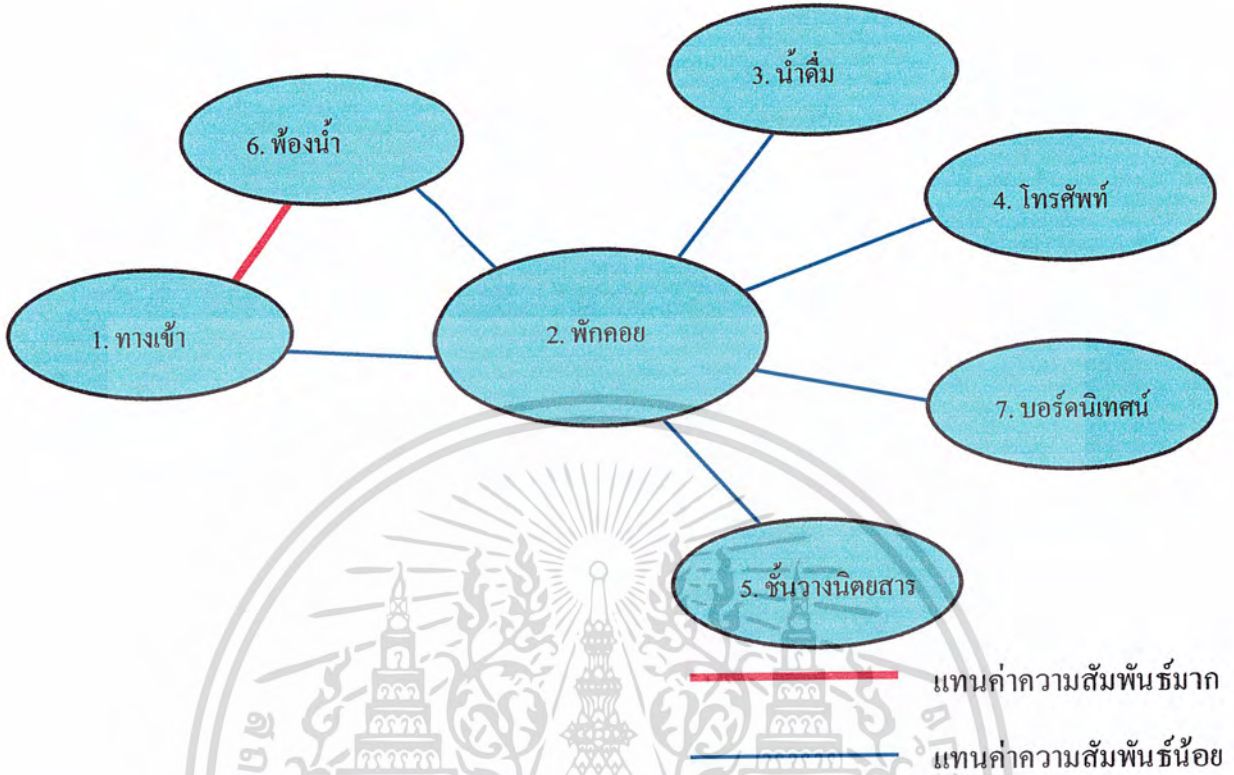 3. น้ำดื่ม
6. พ้องน้ำ
4. โทรศัพท์
1. ทางเข้า
2. พักคอย
7. บอร์ดนิเทศน์
5. ชั้นวางนิตยสาร
แทนค่าความสัมพันธ์มาก
แทนค่าความสัมพันธ์น้อย